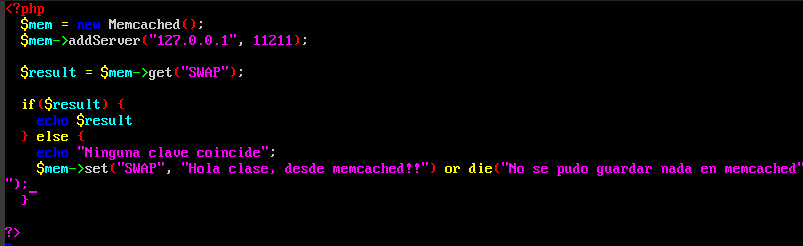 <?php
$mem = new Memcached();
$mem->addServer("127.0.0.1", 11211);
$result = $mem->get("SWAP");
if($result) {
echo $result
} else {
echo "Ninguna clave coincide";
$mem->set("SWAP", "Hola clase, desde memcached!!") or die("No se pudo guardar nada en memcached"
");_
}
?>